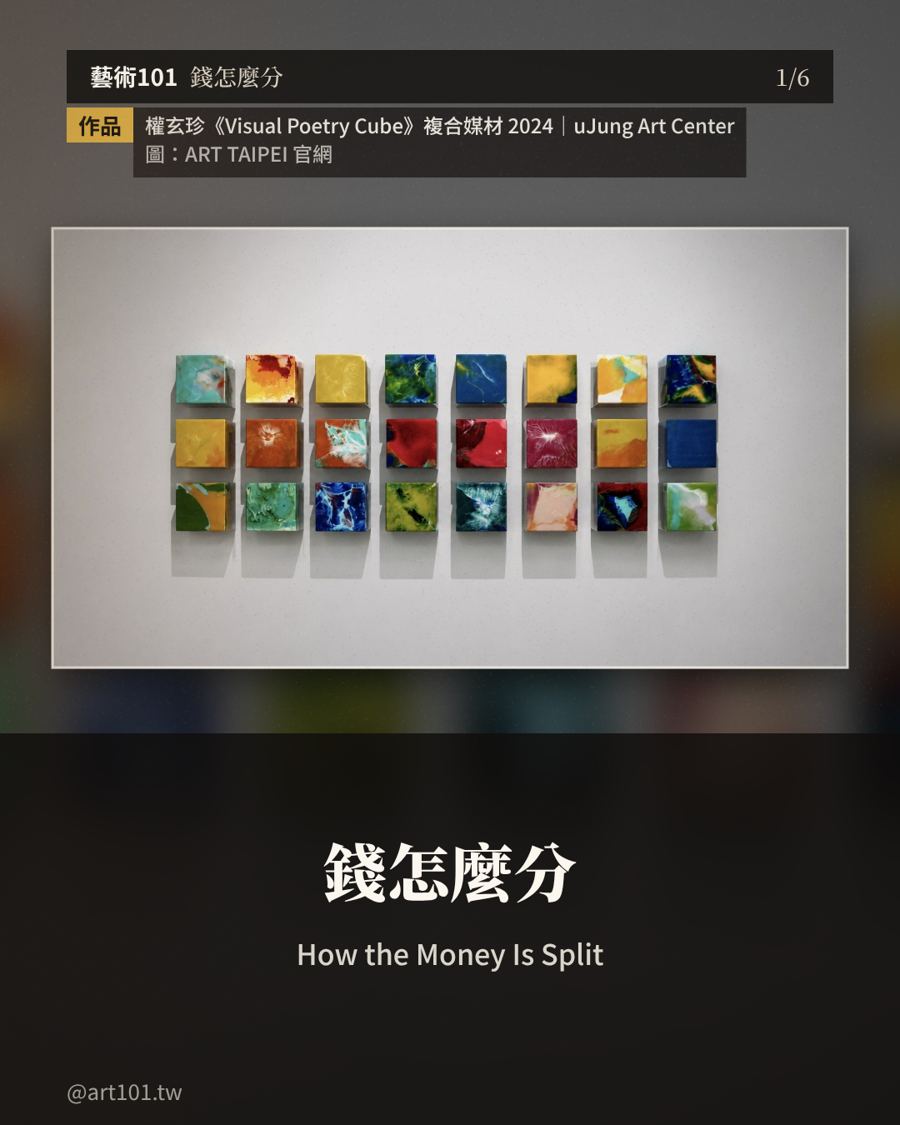 藝術101 錢怎麼分 1/6
作品 權玄珍《Visual Poetry Cube》複合媒材 2024｜uJung Art Center
圖：ART TAIPEI 官網
錢怎麼分
How the Money Is Split
@art101.tw